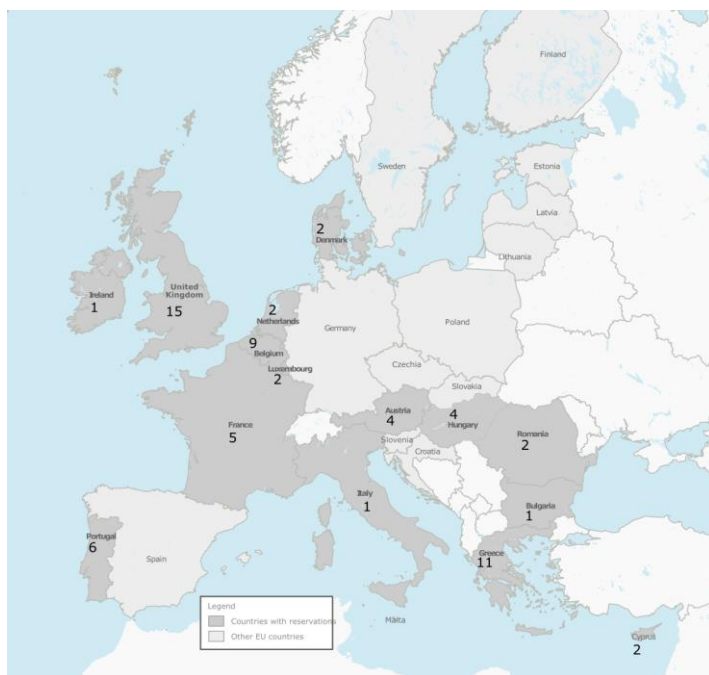 Finland
Sweden
Estonia
Latvia
Lithuania
2
Denmark
Ireland
1
United
Kingdom
15
2
Netherlands
9
Belgium
Luxembourg
2
Germany
Poland
Czechia
Slovakia
Austria
4
4
Hungary
Slovenia
Croatia
France
5
Romania
2
Italy
1
Bulgaria
1
Portugal
6
Spain
Greece
11
Malta
Cyprus
2
Legend
Countries with reservations
Other EU countries